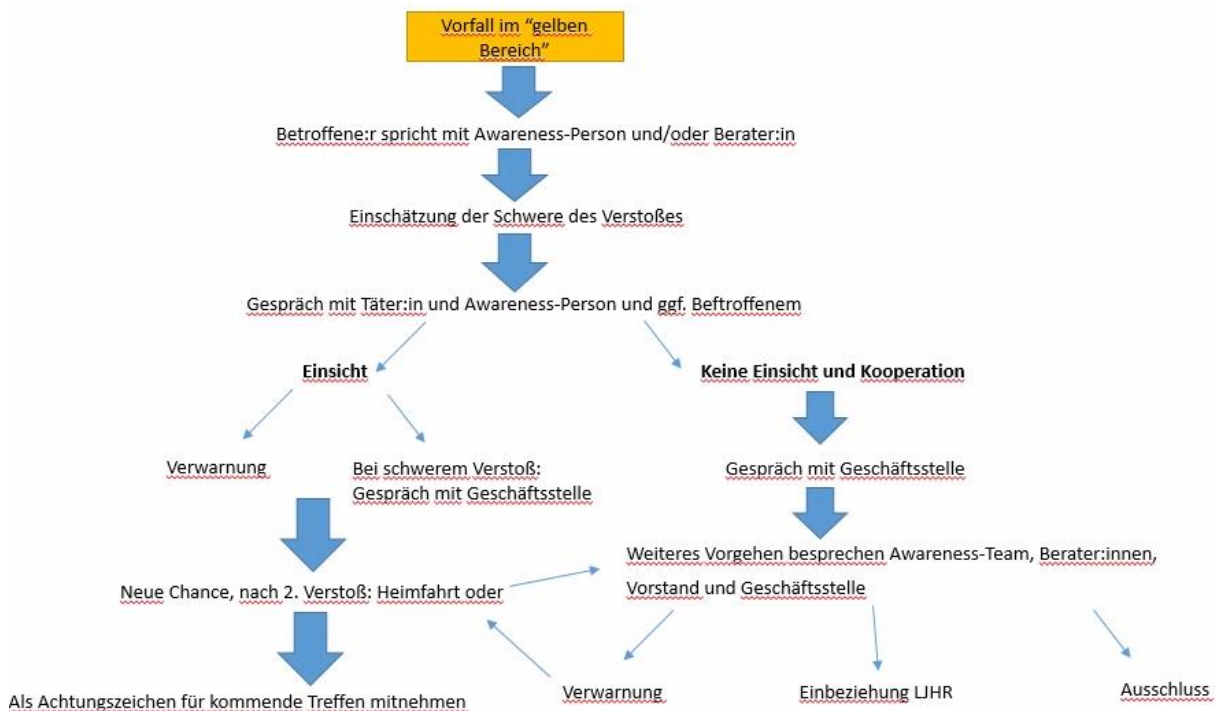 Vorfall im “gelben
Bereich”
Betroffene:r spricht mit Awareness-Person und/oder Berater:in
Einschätzung der Schwere des Verstoßes
Gespräch mit Täter:in und Awareness-Person und ggf. Beftroffenem
Einsicht
Keine Einsicht und Kooperation
Verwarnung
Bei schwerem Verstoß:
Gespräch mit Geschäftsstelle
Gespräch mit Geschäftsstelle
Weiteres Vorgehen besprechen Awareness-Team, Berater:innen,
Vorstand und Geschäftsstelle
Neue Chance, nach 2. Verstoß: Heimfahrt oder
Als Achtungszeichen für kommende Treffen mitnehmen
Verwarnung
Einbeziehung LJHR
Ausschluss